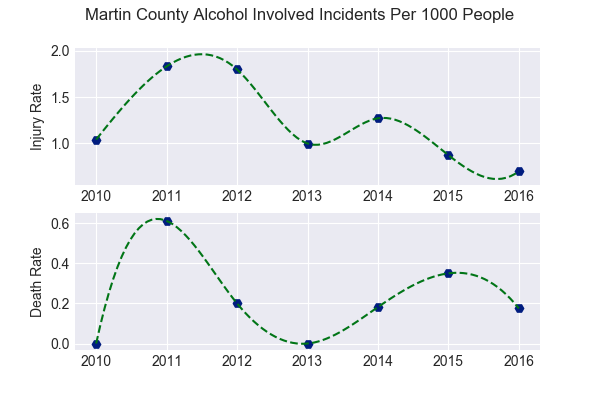 Martin County Alcohol Involved Incidents Per 1000 People
2.0
1.5
1.0
Injury Rate
2010 2011 2012 2013 2014 2015 2016
0.6
0.4
0.2
0.0
Death Rate
2010 2011 2012 2013 2014 2015 2016